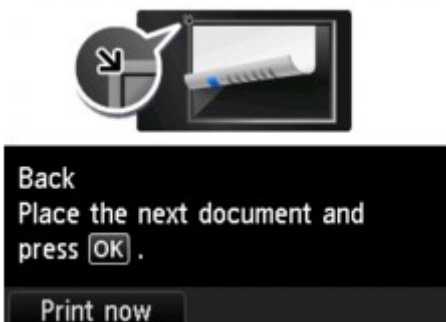 Back
Place the next document and
press OK .
Print now